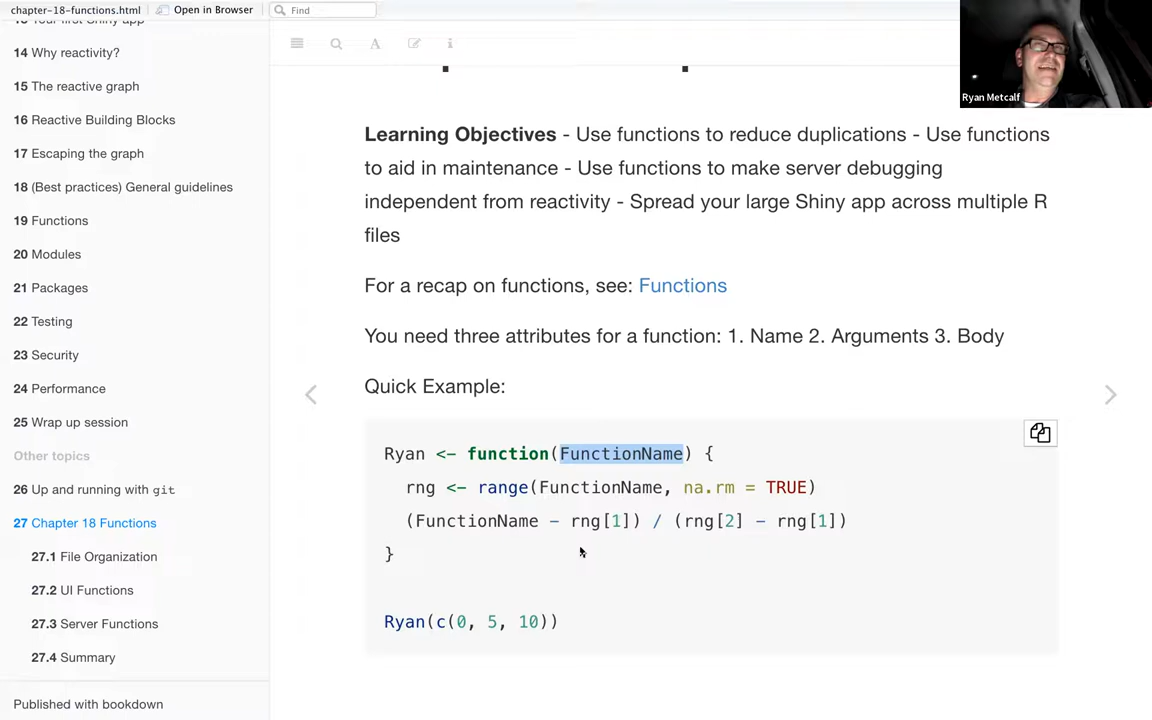 chapter-18-functions.html
Open in Browser
Find
14 Why reactivity?
15 The reactive graph
16 Reactive Building Blocks
17 Escaping the graph
18 (Best practices) General guidelines
19 Functions
20 Modules
21 Packages
22 Testing
23 Security
24 Performance
25 Wrap up session
Other topics
26 Up and running with git
27 Chapter 18 Functions
27.1 File Organization
27.2 UI Functions
27.3 Server Functions
27.4 Summary
Published with bookdown
A
i
Learning Objectives - Use functions to reduce duplications - Use functions
to aid in maintenance - Use functions to make server debugging
independent from reactivity - Spread your large Shiny app across multiple R
files
For a recap on functions, see: Functions
You need three attributes for a function: 1. Name 2. Arguments 3. Body
Quick Example:
Ryan <- function(FunctionName) {
rng <- range(FunctionName, na.rm = TRUE)
(FunctionName - rng[1]) / (rng[2] - rng[1])
}
Ryan(c(0, 5, 10))
Ryan Metcalf